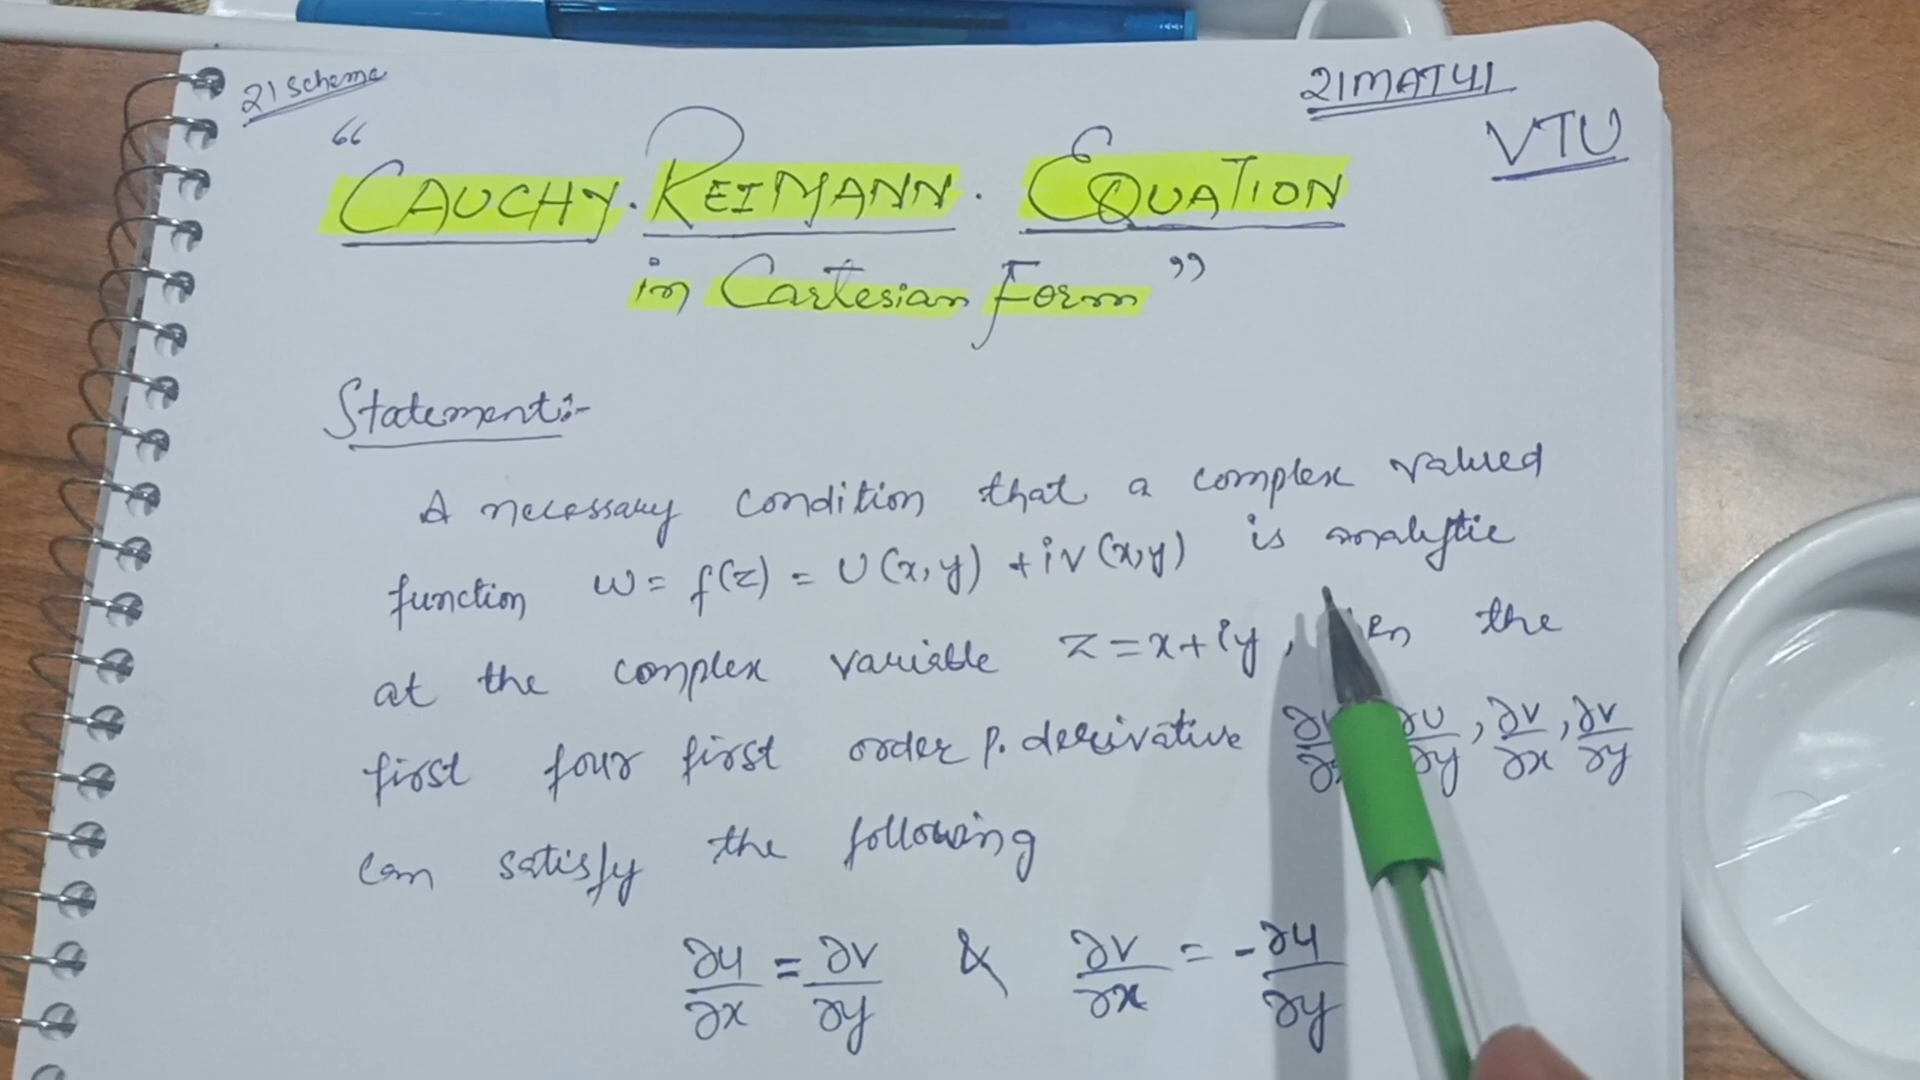 21 Scheme
21MAT41
VTU
“CAUCHY. REIMANN. EQUATION
in Cartesian Form”
Statement:-
A necessary condition that a complex valued
function w = f(z) = U(x,y) + iv(x,y) is analytic
at the complex variable z = x+iy, the
first four first order p. derivative ∂U/∂y, ∂v/∂x, ∂v/∂y
can satisfy the following
∂u/∂x = ∂v/∂y & ∂v/∂x = -∂u/∂y